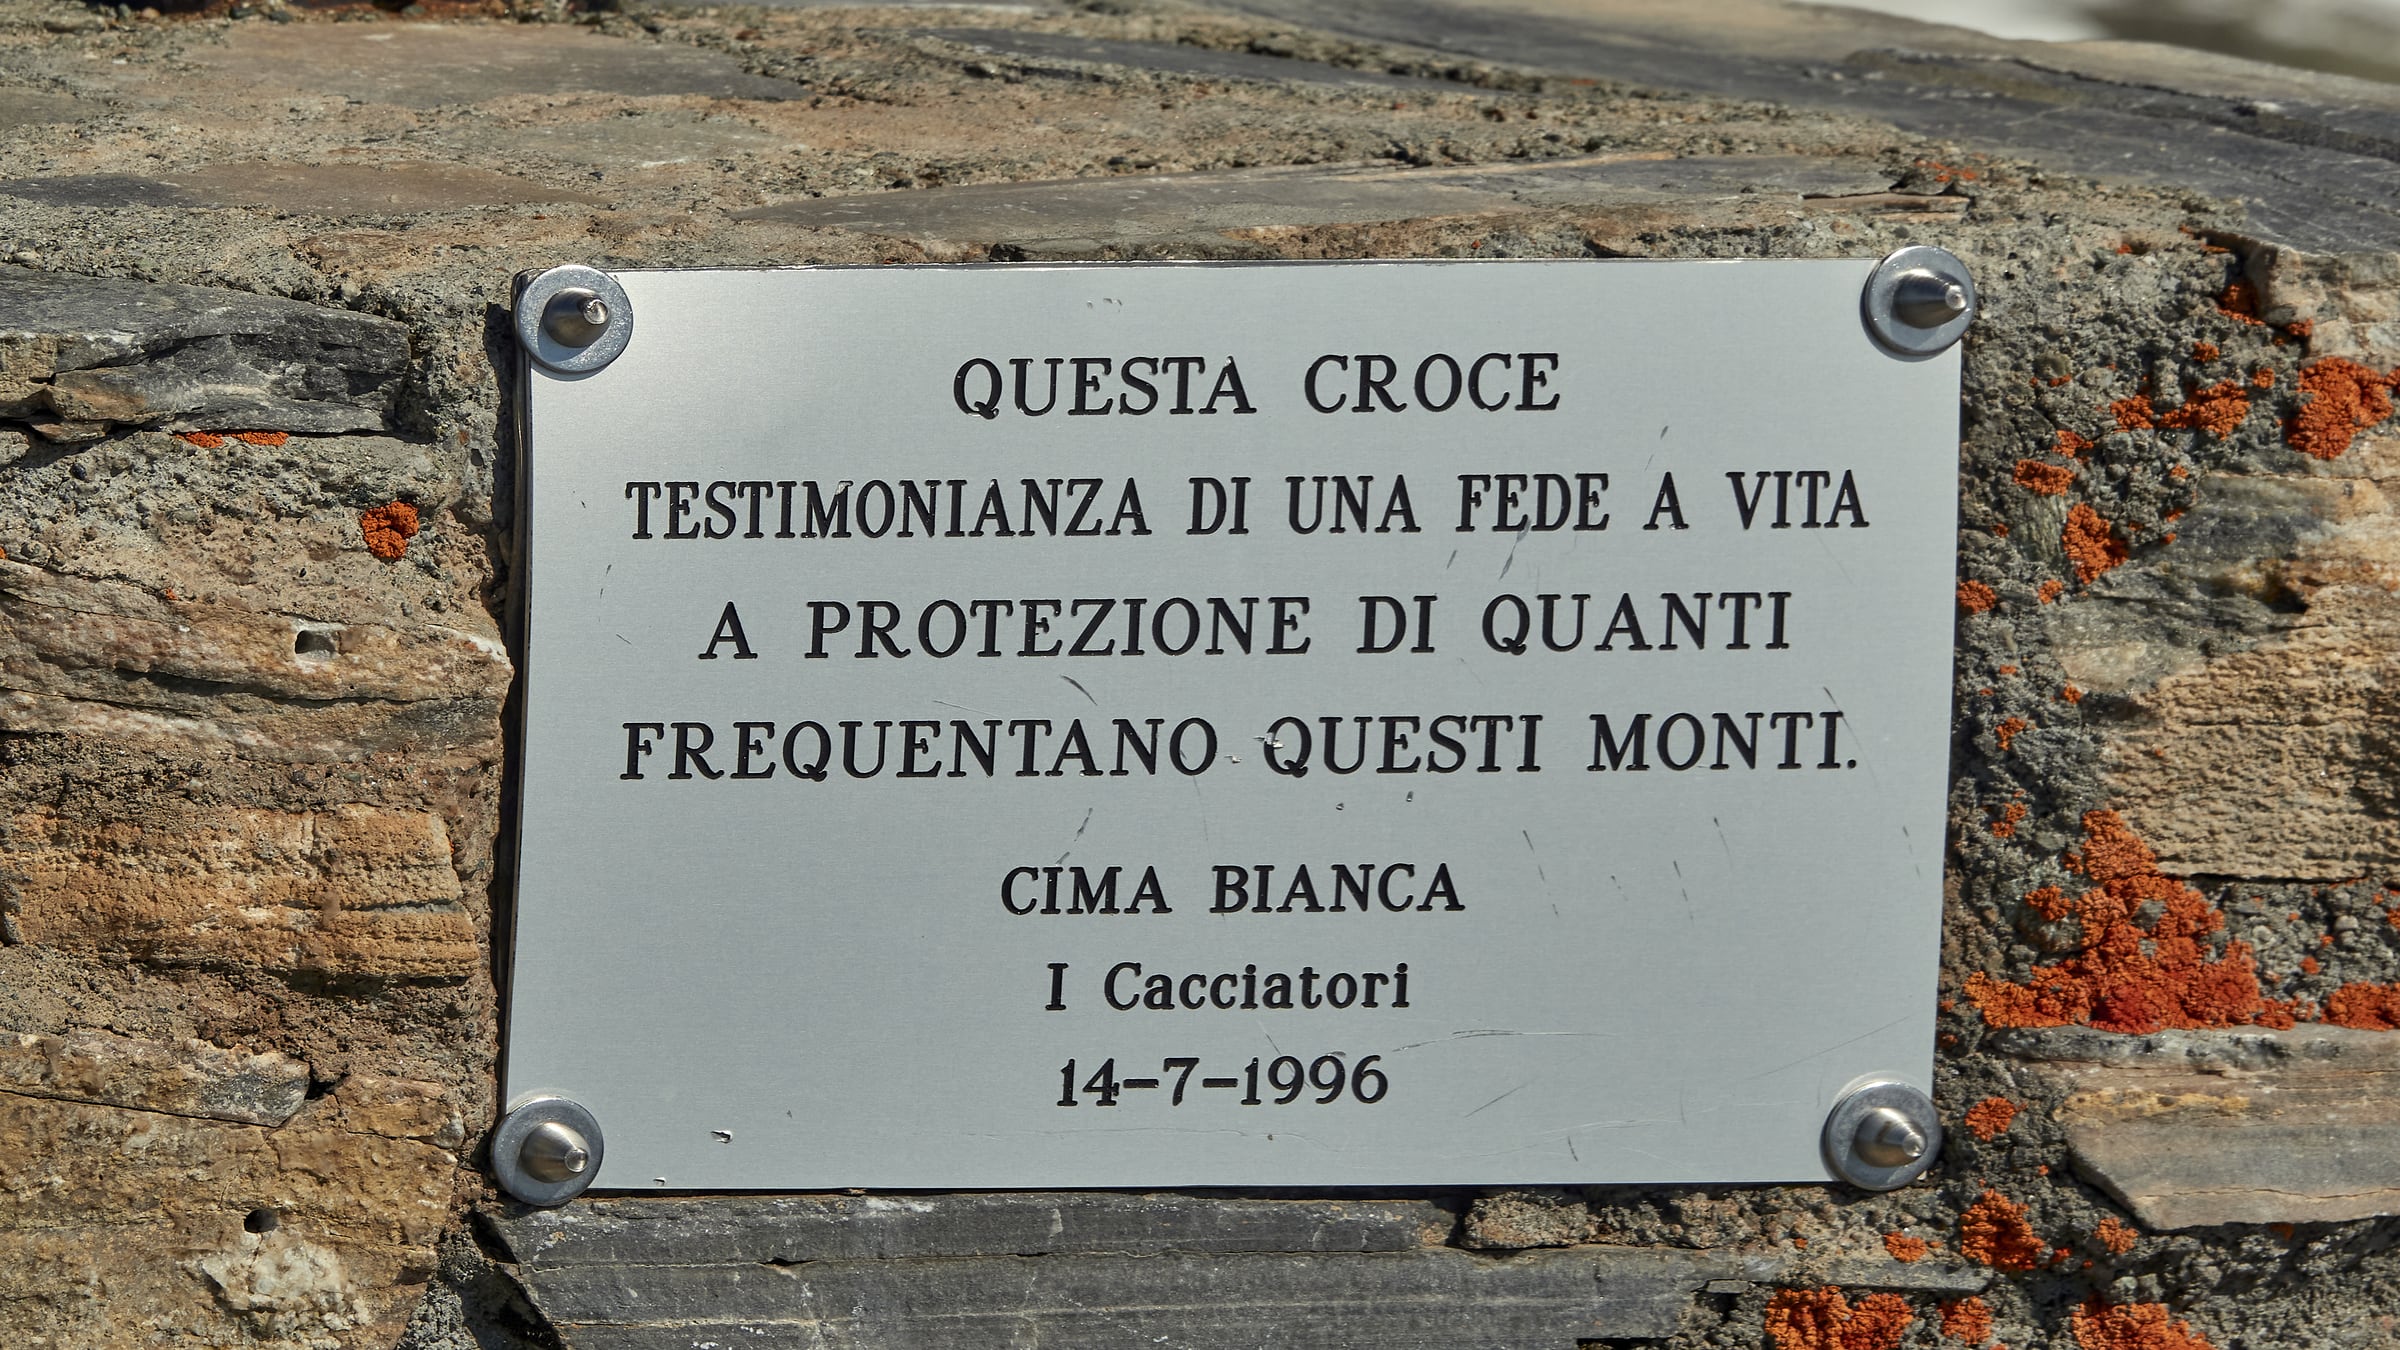 QUESTA CROCE
TESTIMONIANZA DI UNA FEDE A VITA
A PROTEZIONE DI QUANTI
FREQUENTANO QUESTI MONTI.
CIMA BIANCA
I Cacciatori
14-7-1996